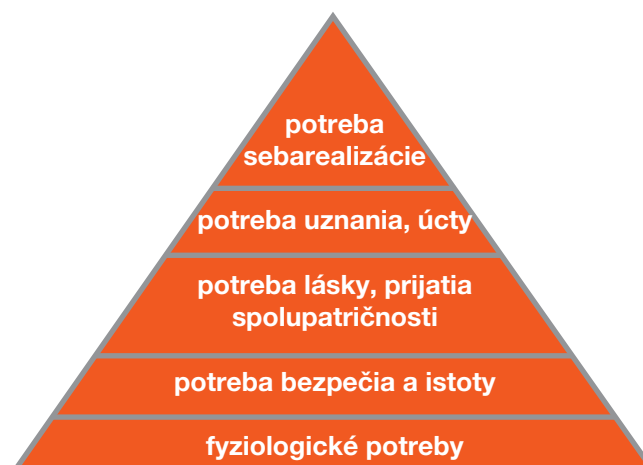 potreba
sebarealizácie
potreba uznania, úcty
potreba lásky, prijatia
spolupatričnosti
potreba bezpečia a istoty
fyziologické potreby